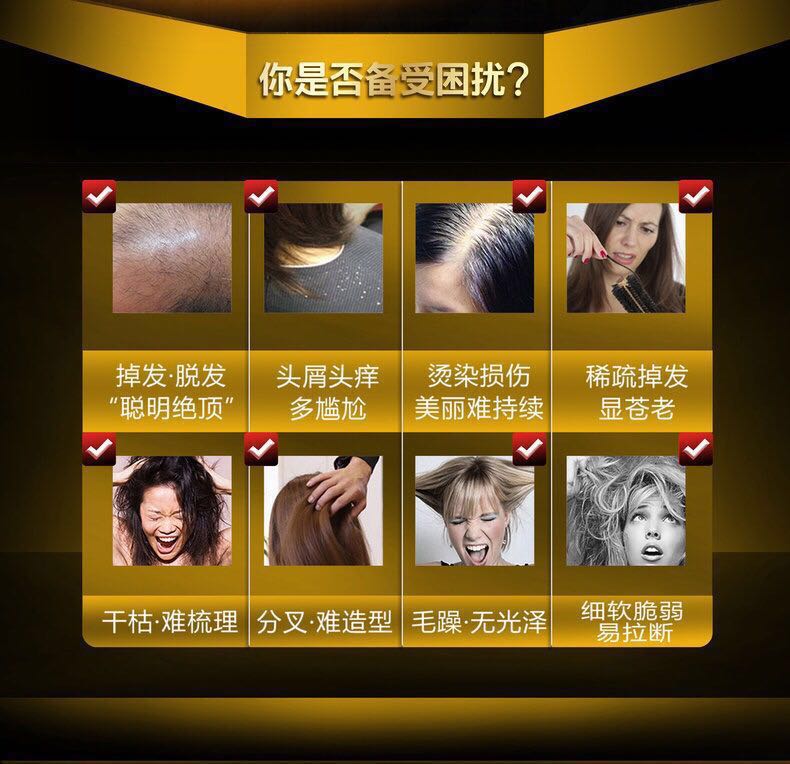 你是否备受困扰?
掉发·脱发
“聪明绝顶”
头屑头痒
多尴尬
烫染损伤
美丽难持续
稀疏掉发
显苍老
干枯·难梳理
分叉·难造型
毛躁·无光泽
细软脆弱
易拉断